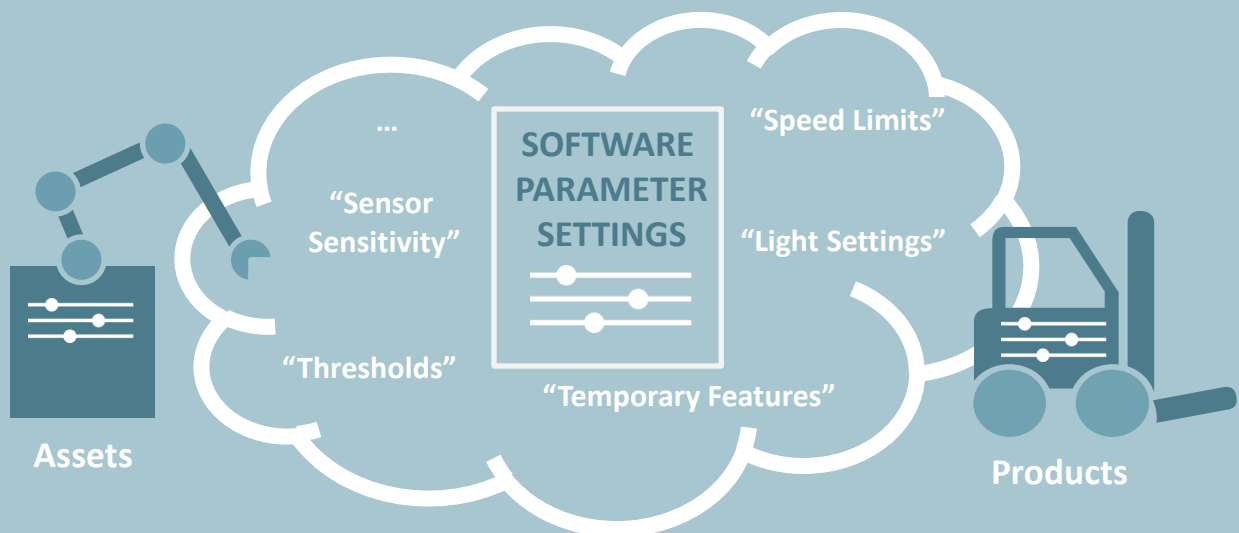 …
“Sensor
Sensitivity”
“Thresholds”
SOFTWARE
PARAMETER
SETTINGS
“Speed Limits”
“Light Settings”
“Temporary Features”
Assets
Products